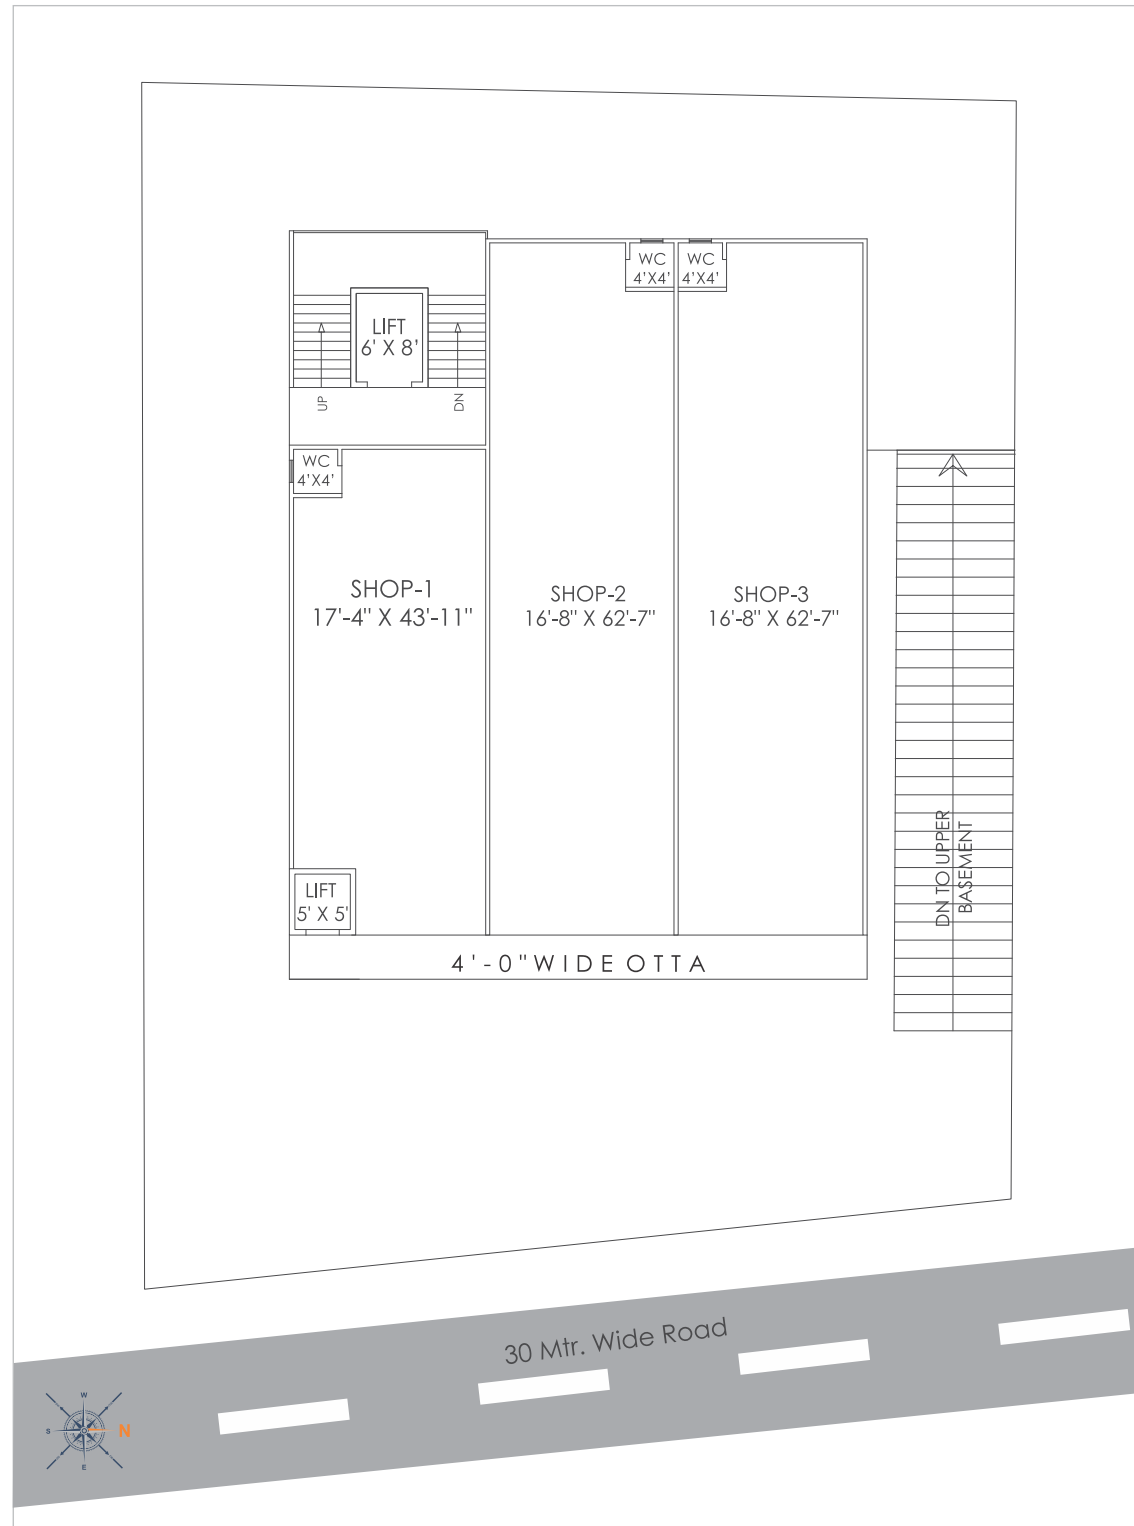 WC
4'X4'
WC
4'X4'
LIFT
6' X 8'
UP
DN
WC
4'X4'
SHOP-1
17'-4" X 43'-11"
SHOP-2
16'-8" X 62'-7"
SHOP-3
16'-8" X 62'-7"
DN TO UPPER
BASEMENT
LIFT
5' X 5'
4'-0" WIDE OTTA
30 Mtr. Wide Road
W
S
N
E